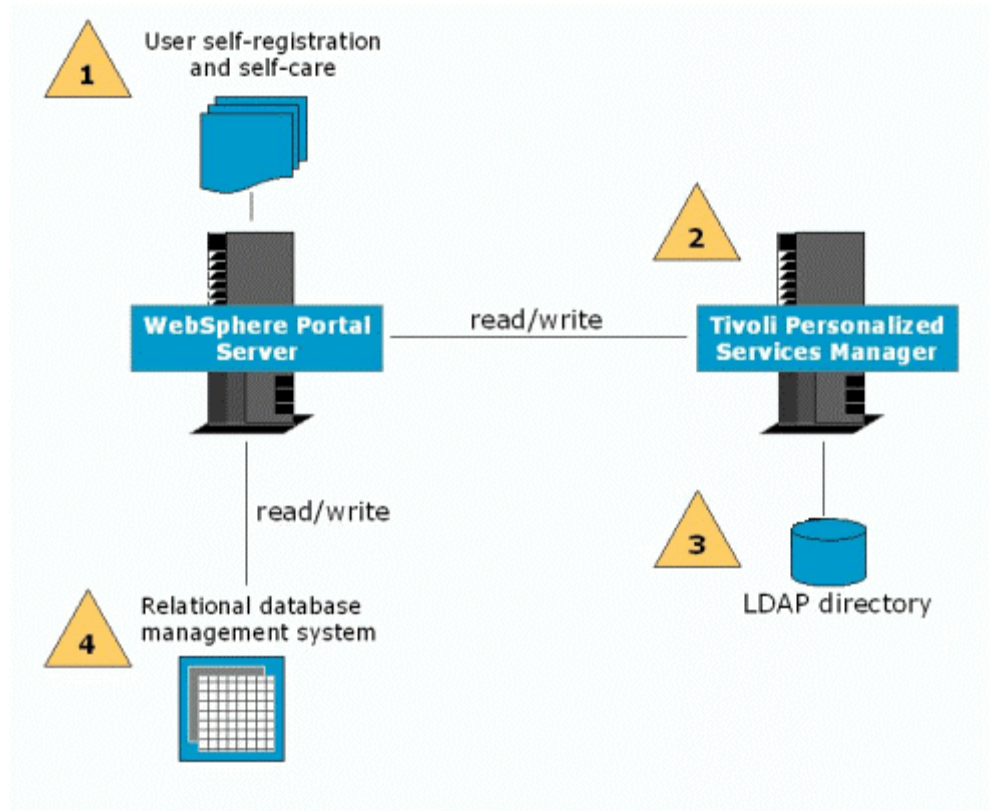 1
User self-registration
and self-care
2
WebSphere Portal
Server
read/write
Tivoli Personalized
Services Manager
read/write
3
LDAP directory
4
Relational database
management system